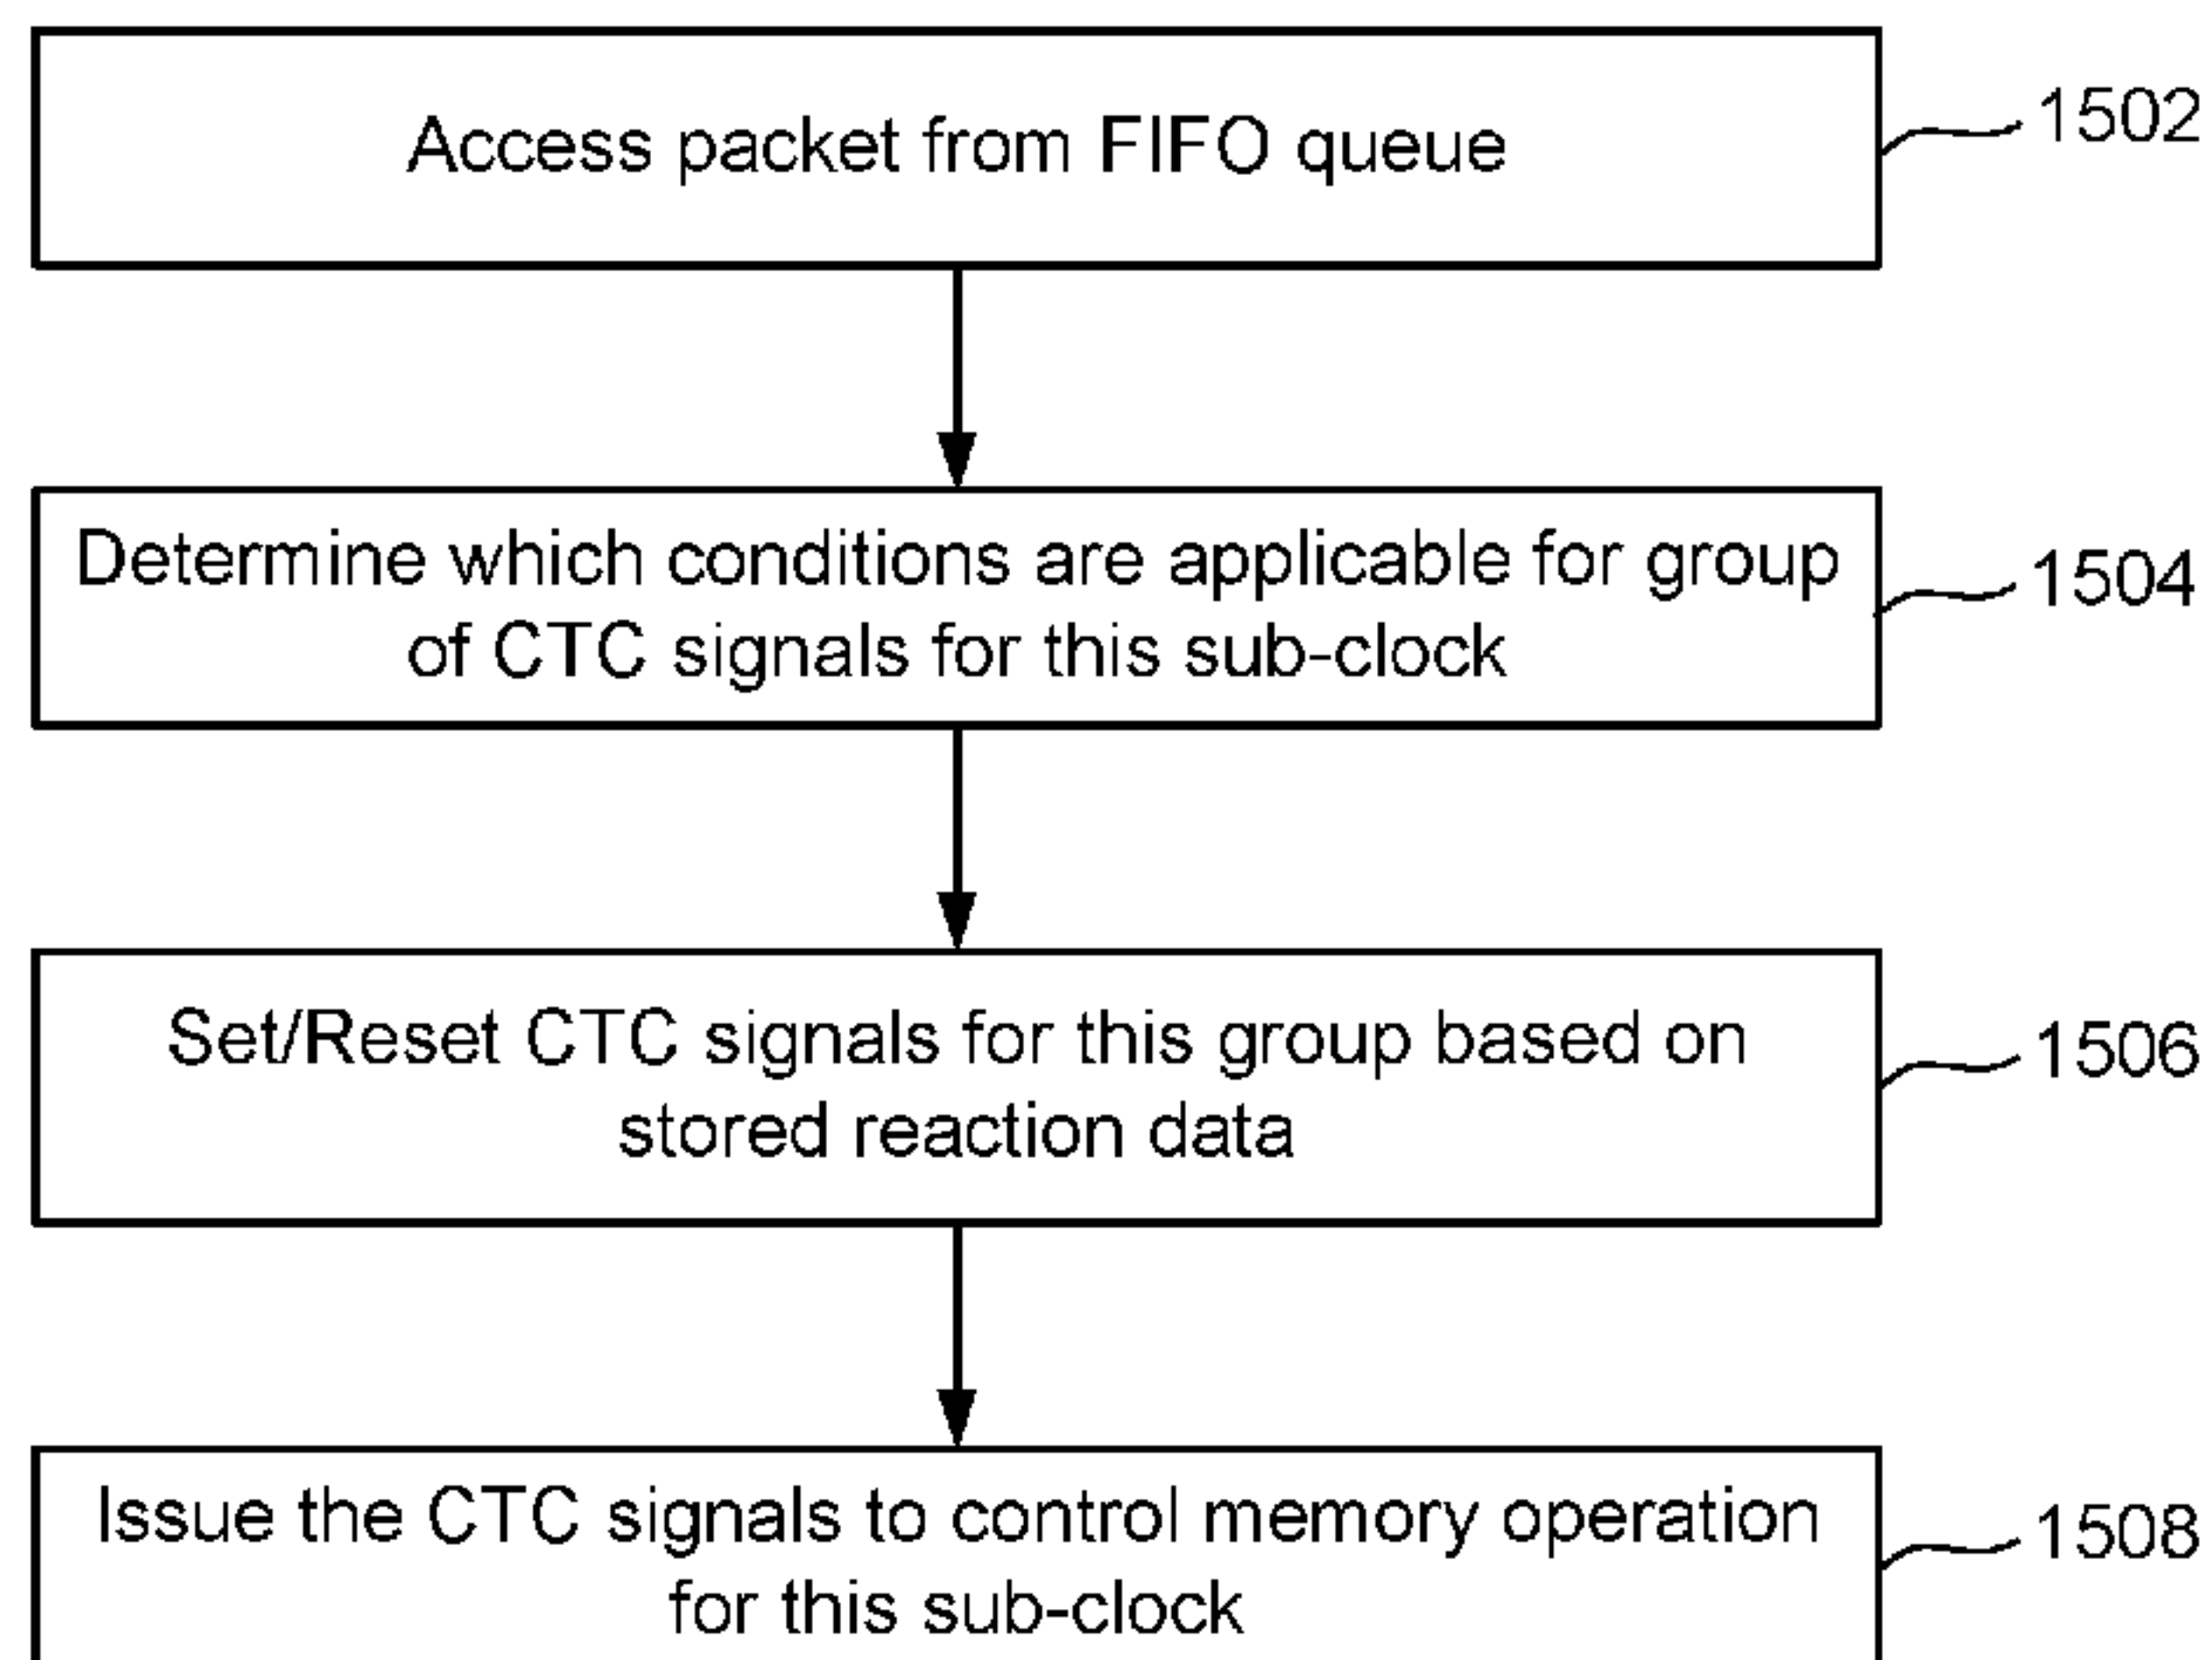 Access packet from FIFO queue
1502
Determine which conditions are applicable for group
of CTC signals for this sub-clock
1504
Set/Reset CTC signals for this group based on
stored reaction data
1506
Issue the CTC signals to control memory operation
for this sub-clock
1508